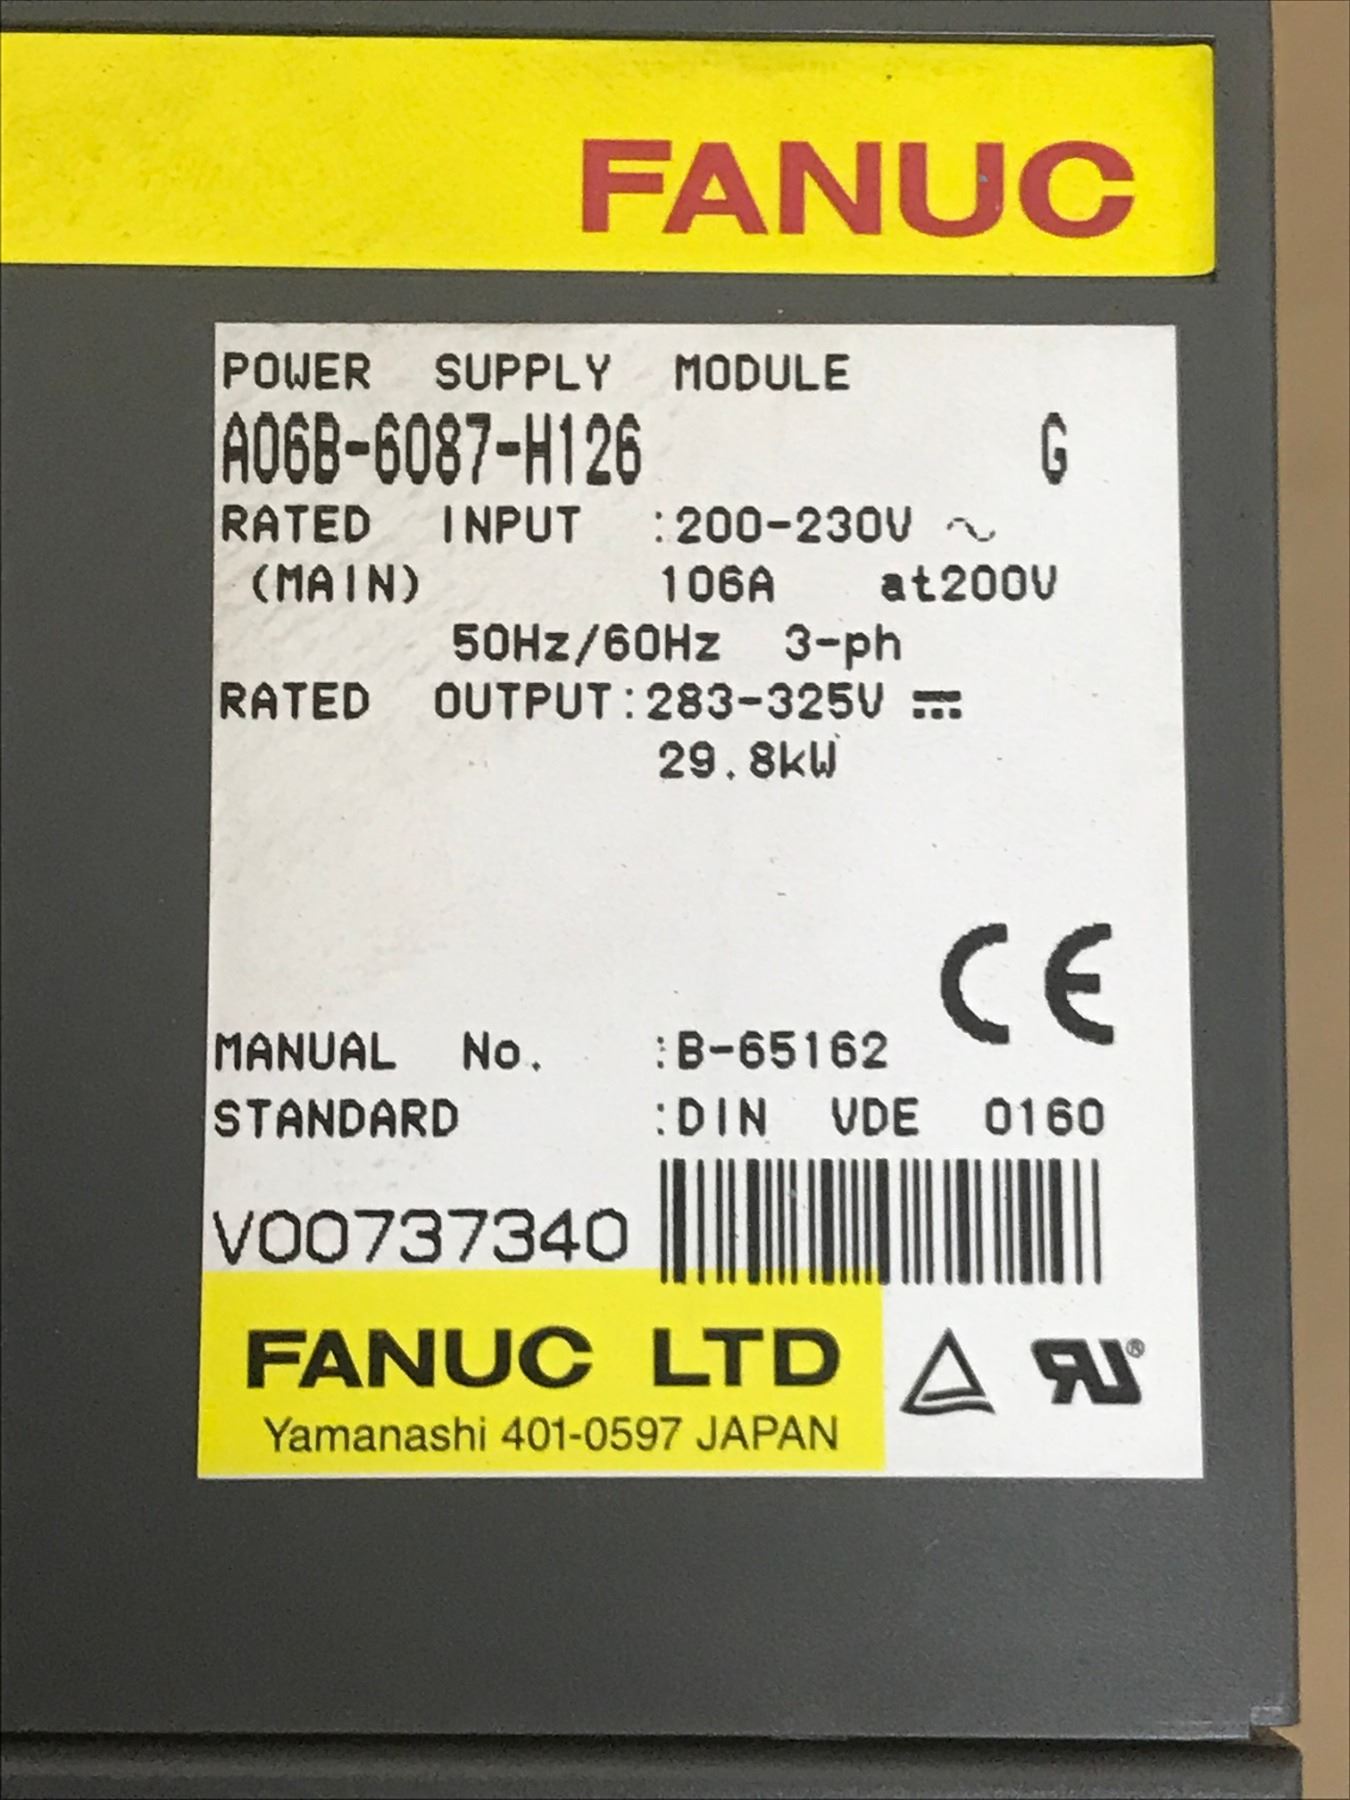 FANUC
POWER SUPPLY MODULE
A06B-6087-H126 G
RATED INPUT :200-230V ~
(MAIN) 106A at200V
50Hz/60Hz 3-ph
RATED OUTPUT:283-325V ⎓
29.8kW
CE
MANUAL No. :B-65162
STANDARD :DIN VDE 0160
V00737340
FANUC LTD
Yamanashi 401-0597 JAPAN
RU®